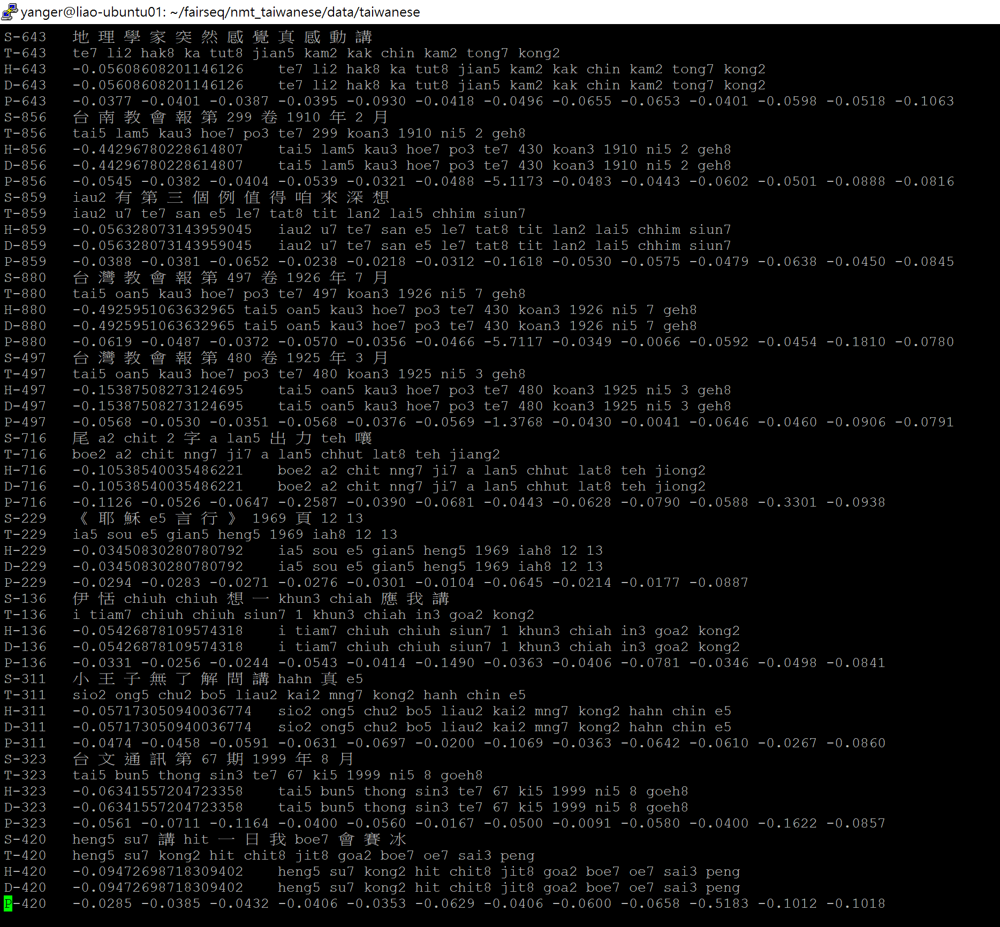 yanger@liao-ubuntu01: ~/fairseq/nmt_taiwanese/data/taiwanese
S-643 地 理 學 家 突 然 感 覺 真 感 動 講
T-643 te7 li2 hak8 ka tut8 jian5 kam2 kak chin kam2 tong7 kong2
H-643 -0.05608608201146126 te7 li2 hak8 ka tut8 jian5 kam2 kak chin kam2 tong7 kong2
D-643 -0.05608608201146126 te7 li2 hak8 ka tut8 jian5 kam2 kak chin kam2 tong7 kong2
P-643 -0.0377 -0.0401 -0.0387 -0.0395 -0.0930 -0.0418 -0.0496 -0.0655 -0.0653 -0.0401 -0.0598 -0.0518 -0.1063
S-856 台 南 教 會 報 第 299 卷 1910 年 2 月
T-856 tai5 lam5 kau3 hoe7 po3 te7 299 koan3 1910 ni5 2 geh8
H-856 -0.44296780228614807 tai5 lam5 kau3 hoe7 po3 te7 430 koan3 1910 ni5 2 geh8
D-856 -0.44296780228614807 tai5 lam5 kau3 hoe7 po3 te7 430 koan3 1910 ni5 2 geh8
P-856 -0.0545 -0.0382 -0.0404 -0.0539 -0.0321 -0.0488 -5.1173 -0.0483 -0.0443 -0.0602 -0.0501 -0.0888 -0.0816
S-859 iau2 有 第 三 個 例 值 得 咱 來 深 想
T-859 iau2 u7 te7 san e5 le7 tat8 tit lan2 lai5 chhim siun7
H-859 -0.056328073143959045 iau2 u7 te7 san e5 le7 tat8 tit lan2 lai5 chhim siun7
D-859 -0.056328073143959045 iau2 u7 te7 san e5 le7 tat8 tit lan2 lai5 chhim siun7
P-859 -0.0388 -0.0381 -0.0652 -0.0238 -0.0218 -0.0312 -0.1618 -0.0530 -0.0575 -0.0479 -0.0638 -0.0450 -0.0845
S-880 台 灣 教 會 報 第 497 卷 1926 年 7 月
T-880 tai5 oan5 kau3 hoe7 po3 te7 497 koan3 1926 ni5 7 geh8
H-880 -0.4925951063632965 tai5 oan5 kau3 hoe7 po3 te7 430 koan3 1926 ni5 7 geh8
D-880 -0.4925951063632965 tai5 oan5 kau3 hoe7 po3 te7 430 koan3 1926 ni5 7 geh8
P-880 -0.0619 -0.0487 -0.0372 -0.0570 -0.0356 -0.0466 -5.7117 -0.0349 -0.0066 -0.0592 -0.0454 -0.1810 -0.0780
S-497 台 灣 教 會 報 第 480 卷 1925 年 3 月
T-497 tai5 oan5 kau3 hoe7 po3 te7 480 koan3 1925 ni5 3 geh8
H-497 -0.15387508273124695 tai5 oan5 kau3 hoe7 po3 te7 480 koan3 1925 ni5 3 geh8
D-497 -0.15387508273124695 tai5 oan5 kau3 hoe7 po3 te7 480 koan3 1925 ni5 3 geh8
P-497 -0.0568 -0.0530 -0.0351 -0.0568 -0.0376 -0.0569 -1.3768 -0.0430 -0.0041 -0.0646 -0.0460 -0.0906 -0.0791
S-716 尾 a2 chit 2 字 a lan5 出 力 teh 嚷
T-716 boe2 a2 chit nng7 ji7 a lan5 chhut lat8 teh jiang2
H-716 -0.10538540035486221 boe2 a2 chit nng7 ji7 a lan5 chhut lat8 teh jiong2
D-716 -0.10538540035486221 boe2 a2 chit nng7 ji7 a lan5 chhut lat8 teh jiong2
P-716 -0.1126 -0.0526 -0.0647 -0.2587 -0.0390 -0.0681 -0.0443 -0.0628 -0.0790 -0.0588 -0.3301 -0.0938
S-229 《 耶 穌 e5 言 行 》 1969 頁 12 13
T-229 ia5 sou e5 gian5 heng5 1969 iah8 12 13
H-229 -0.03450830280780792 ia5 sou e5 gian5 heng5 1969 iah8 12 13
D-229 -0.03450830280780792 ia5 sou e5 gian5 heng5 1969 iah8 12 13
P-229 -0.0294 -0.0283 -0.0271 -0.0276 -0.0301 -0.0104 -0.0645 -0.0214 -0.0177 -0.0887
S-136 伊 恬 chiuh chiuh 想 一 khun3 chiah 應 我 講
T-136 i tiam7 chiuh chiuh siun7 1 khun3 chiah in3 goa2 kong2
H-136 -0.05426878109574318 i tiam7 chiuh chiuh siun7 1 khun3 chiah in3 goa2 kong2
D-136 -0.05426878109574318 i tiam7 chiuh chiuh siun7 1 khun3 chiah in3 goa2 kong2
P-136 -0.0331 -0.0256 -0.0244 -0.0543 -0.0414 -0.1490 -0.0363 -0.0406 -0.0781 -0.0346 -0.0498 -0.0841
S-311 小 王 子 無 了 解 問 講 hahn 真 e5
T-311 sio2 ong5 chu2 bo5 liau2 kai2 mng7 kong2 hanh chin e5
H-311 -0.057173050940036774 sio2 ong5 chu2 bo5 liau2 kai2 mng7 kong2 hahn chin e5
D-311 -0.057173050940036774 sio2 ong5 chu2 bo5 liau2 kai2 mng7 kong2 hahn chin e5
P-311 -0.0474 -0.0458 -0.0591 -0.0631 -0.0697 -0.0200 -0.1069 -0.0363 -0.0642 -0.0610 -0.0267 -0.0860
S-323 台 文 通 訊 第 67 期 1999 年 8 月
T-323 tai5 bun5 thong sin3 te7 67 ki5 1999 ni5 8 goeh8
H-323 -0.06341557204723358 tai5 bun5 thong sin3 te7 67 ki5 1999 ni5 8 goeh8
D-323 -0.06341557204723358 tai5 bun5 thong sin3 te7 67 ki5 1999 ni5 8 goeh8
P-323 -0.0561 -0.0711 -0.1164 -0.0400 -0.0560 -0.0167 -0.0500 -0.0091 -0.0580 -0.0400 -0.1622 -0.0857
S-420 heng5 su7 講 hit 一 日 我 boe7 會 賽 冰
T-420 heng5 su7 kong2 hit chit8 jit8 goa2 boe7 oe7 sai3 peng
H-420 -0.09472698718309402 heng5 su7 kong2 hit chit8 jit8 goa2 boe7 oe7 sai3 peng
D-420 -0.09472698718309402 heng5 su7 kong2 hit chit8 jit8 goa2 boe7 oe7 sai3 peng
P-420 -0.0285 -0.0385 -0.0432 -0.0406 -0.0353 -0.0629 -0.0406 -0.0600 -0.0658 -0.5183 -0.1012 -0.1018